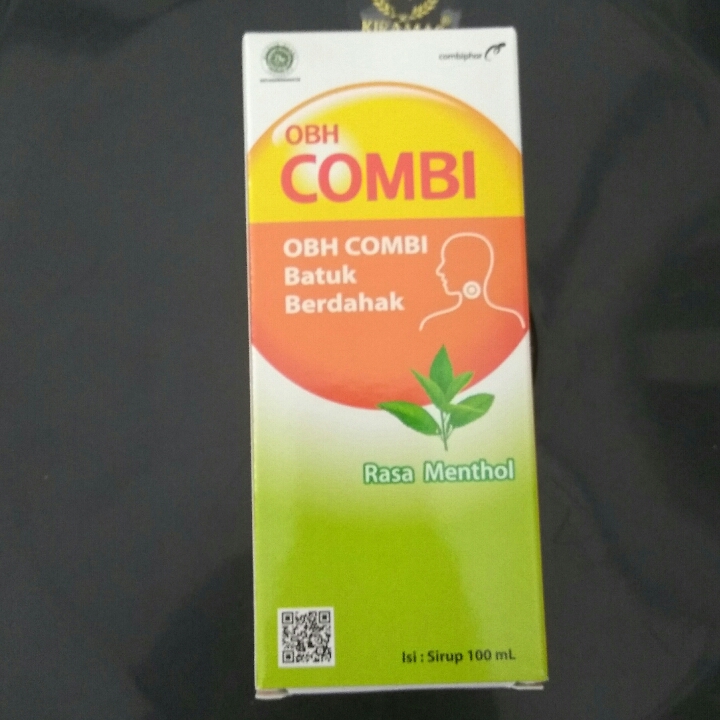 combiphar
OBH
COMBI
OBH COMBI
Batuk
Berdahak
Rasa Menthol
Isi : Sirup 100 mL